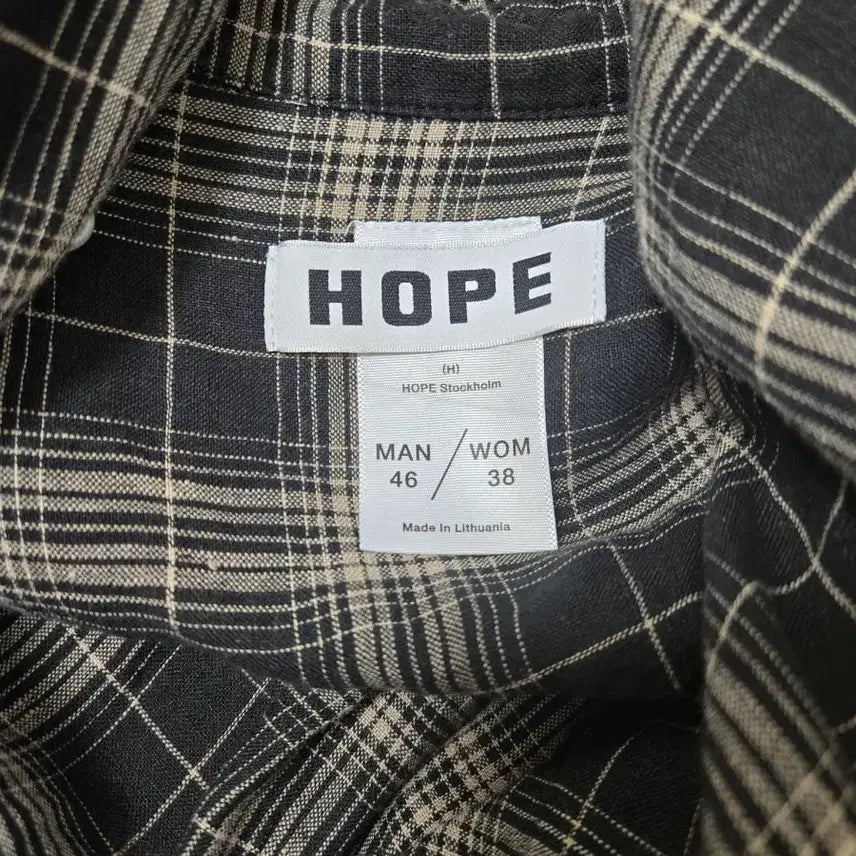 HOPE
(H)
HOPE Stockholm
MAN / WOM
46 / 38
Made In Lithuania